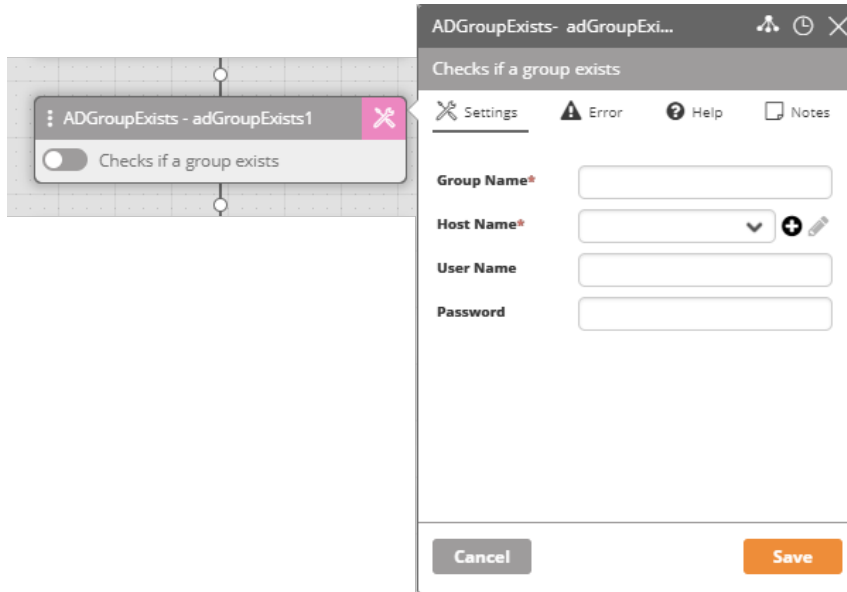 ADGroupExists - adGroupExists1
Checks if a group exists
ADGroupExists- adGroupExi...
Checks if a group exists
Settings Error Help Notes
Group Name*
Host Name*
User Name
Password
Cancel Save